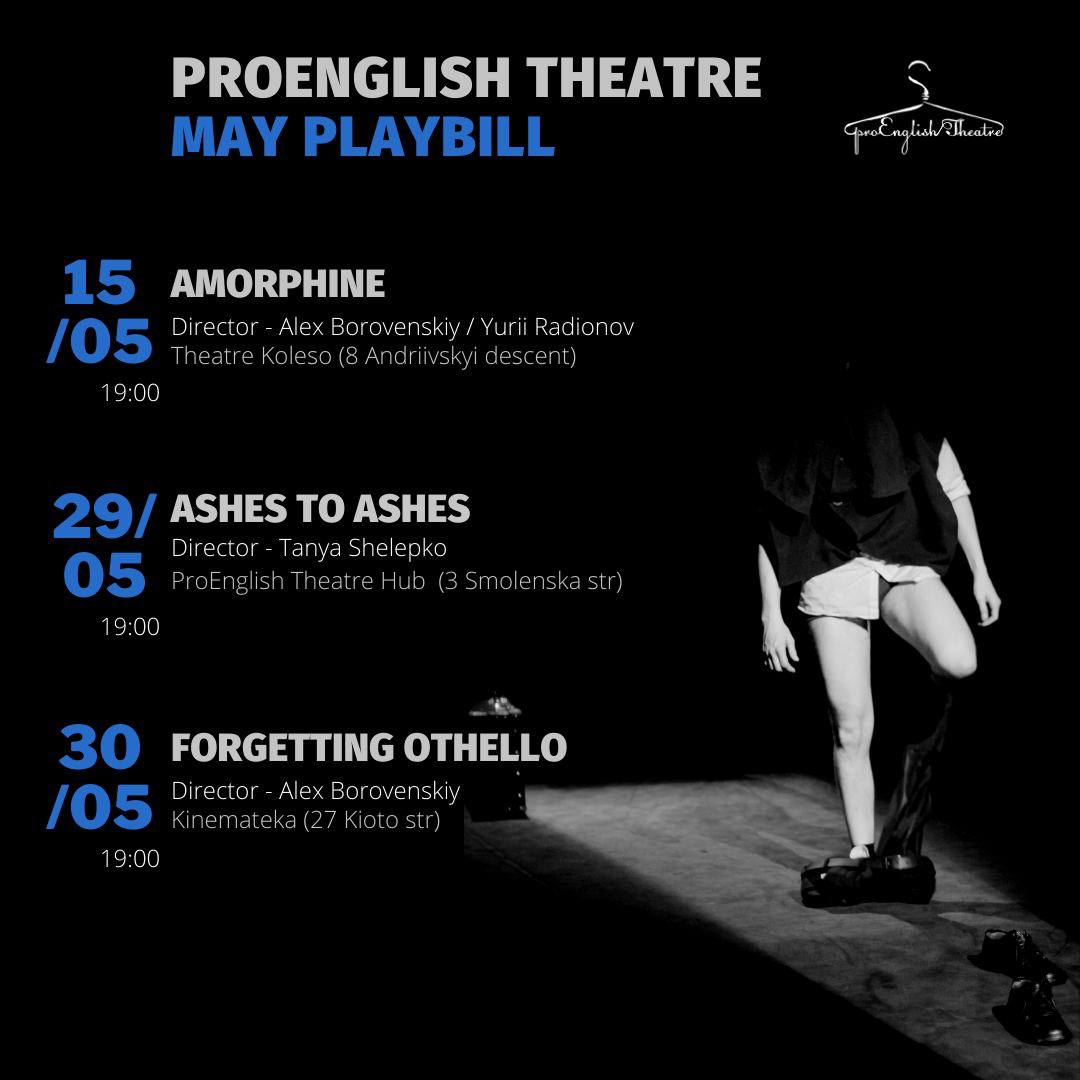 PROENGLISH THEATRE
MAY PLAYBILL
proEnglish Theatre
15
/05
19:00
AMORPHINE
Director - Alex Borovenskiy / Yurii Radionov
Theatre Koleso (8 Andriivskyi descent)
29/
05
19:00
ASHES TO ASHES
Director - Tanya Shelepko
ProEnglish Theatre Hub (3 Smolenska str)
30
/05
19:00
FORGETTING OTHELLO
Director - Alex Borovenskiy
Kinemateka (27 Kioto str)